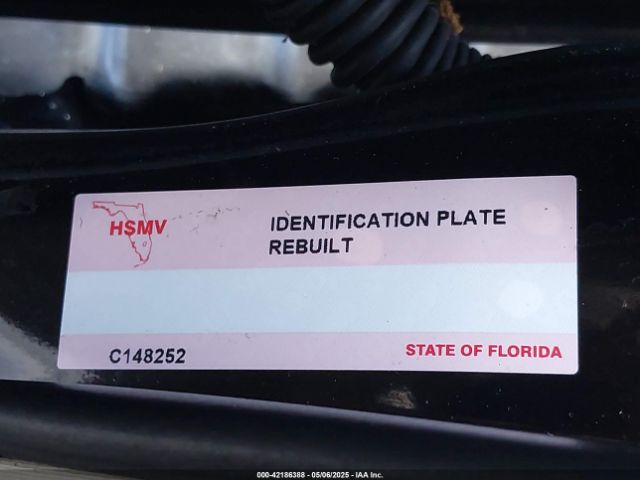 HSMV
IDENTIFICATION PLATE
REBUILT
C148252
STATE OF FLORIDA
000-42186388 - 05/06/2025 - IAA Inc.